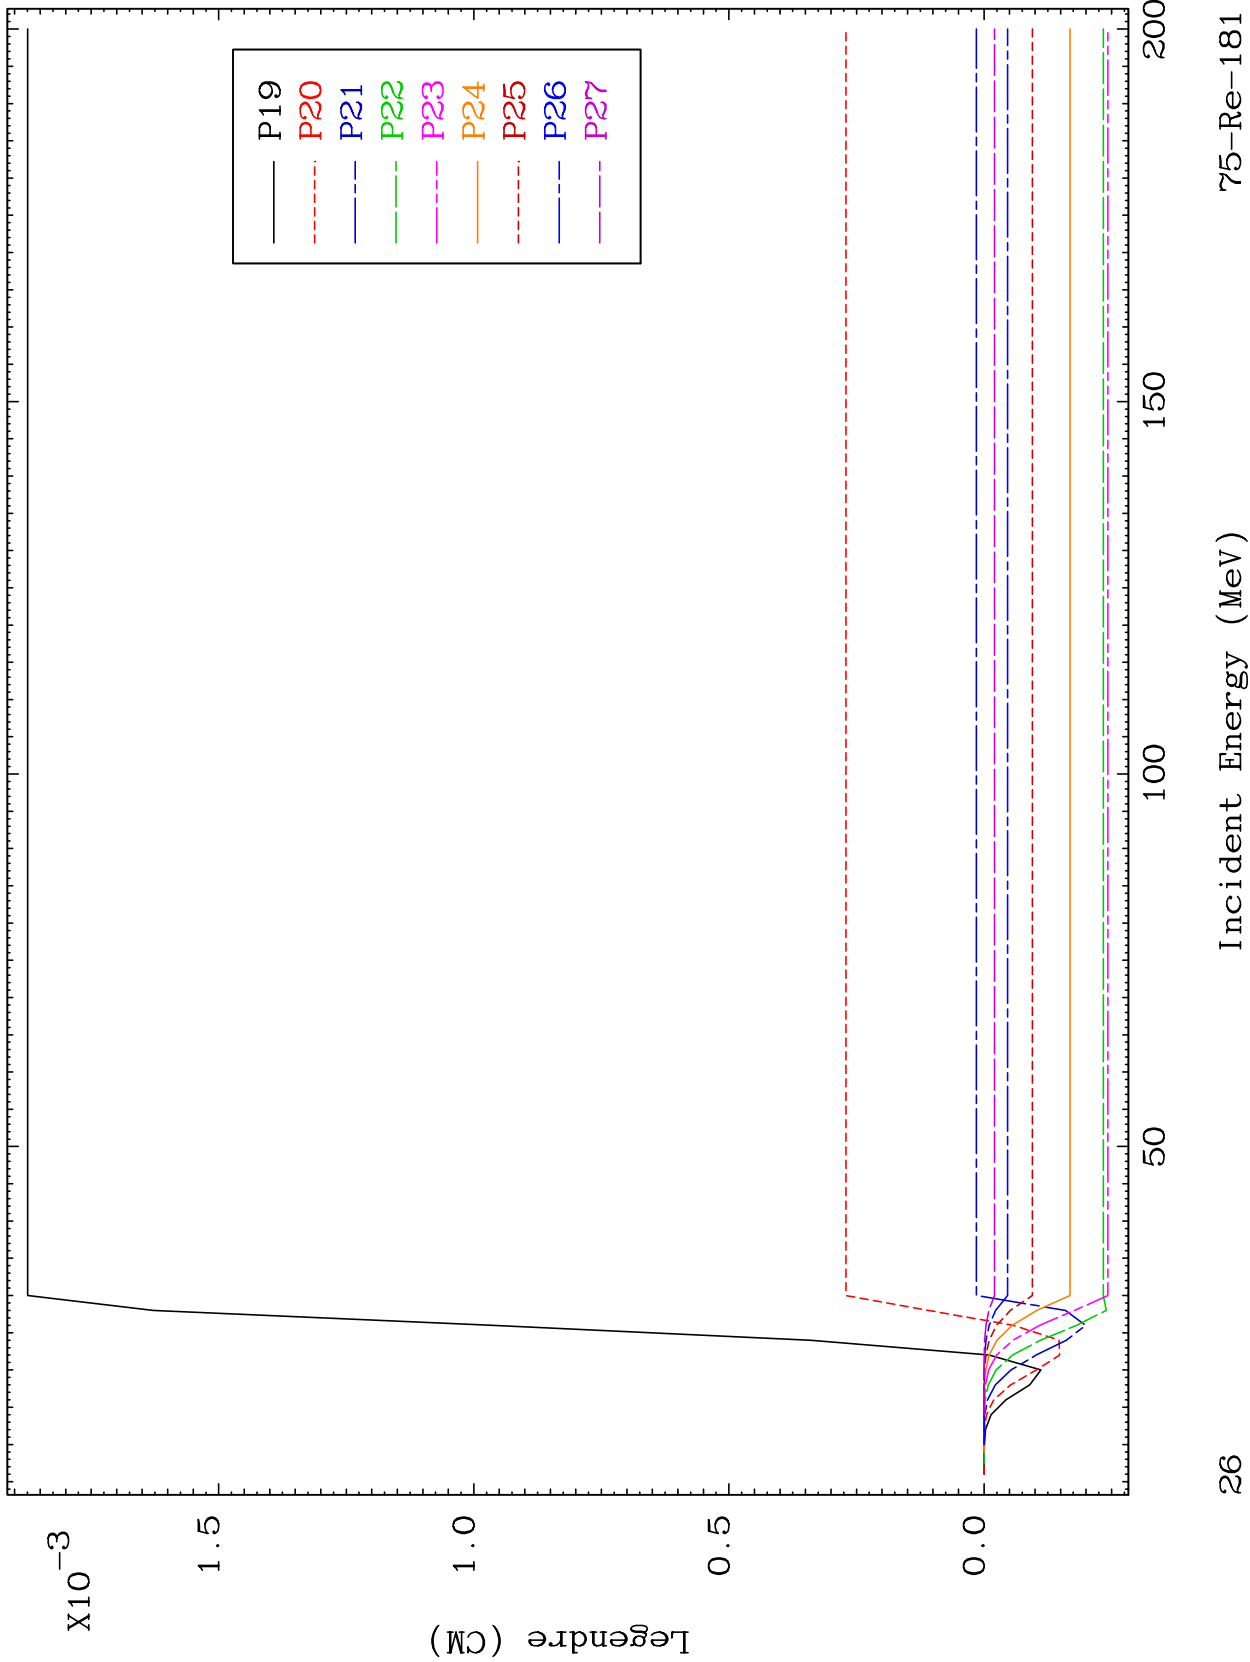 X10-3
1.5
1.0
0.5
0.0
Legendre (CM)
P19
P20
P21
P22
P23
P24
P25
P26
P27
50
100
150
200
Incident Energy (MeV)
26
75-Re-181